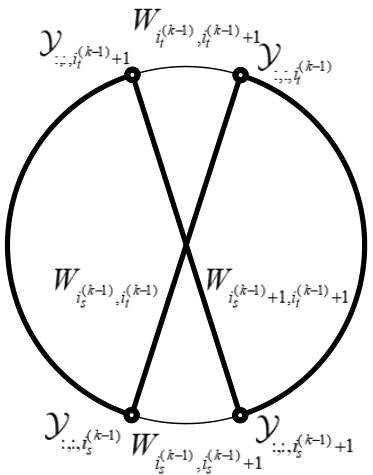 W_{i_t^{(k-1)},i_t^{(k-1)}+1}
𝒴_{:,:,i_t^{(k-1)}+1}
𝒴_{:,:,i_t^{(k-1)}}
W_{i_s^{(k-1)},i_t^{(k-1)}}
W_{i_s^{(k-1)}+1,i_t^{(k-1)}+1}
𝒴_{:,:,i_s^{(k-1)}}
W_{i_s^{(k-1)},i_s^{(k-1)}+1}
𝒴_{:,:,i_s^{(k-1)}+1}